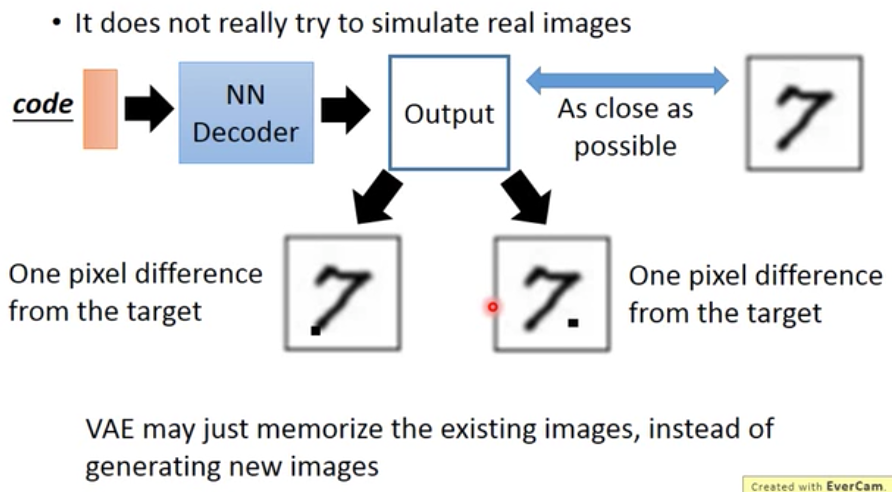 • It does not really try to simulate real images
code
NN
Decoder
Output
As close as
possible
One pixel difference
from the target
One pixel difference
from the target
VAE may just memorize the existing images, instead of
generating new images
Created with EverCam.